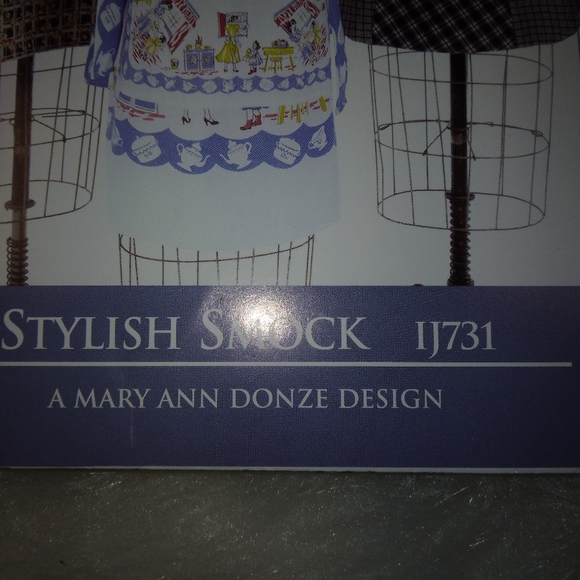 STYLISH SMOCK IJ731
A MARY ANN DONZE DESIGN